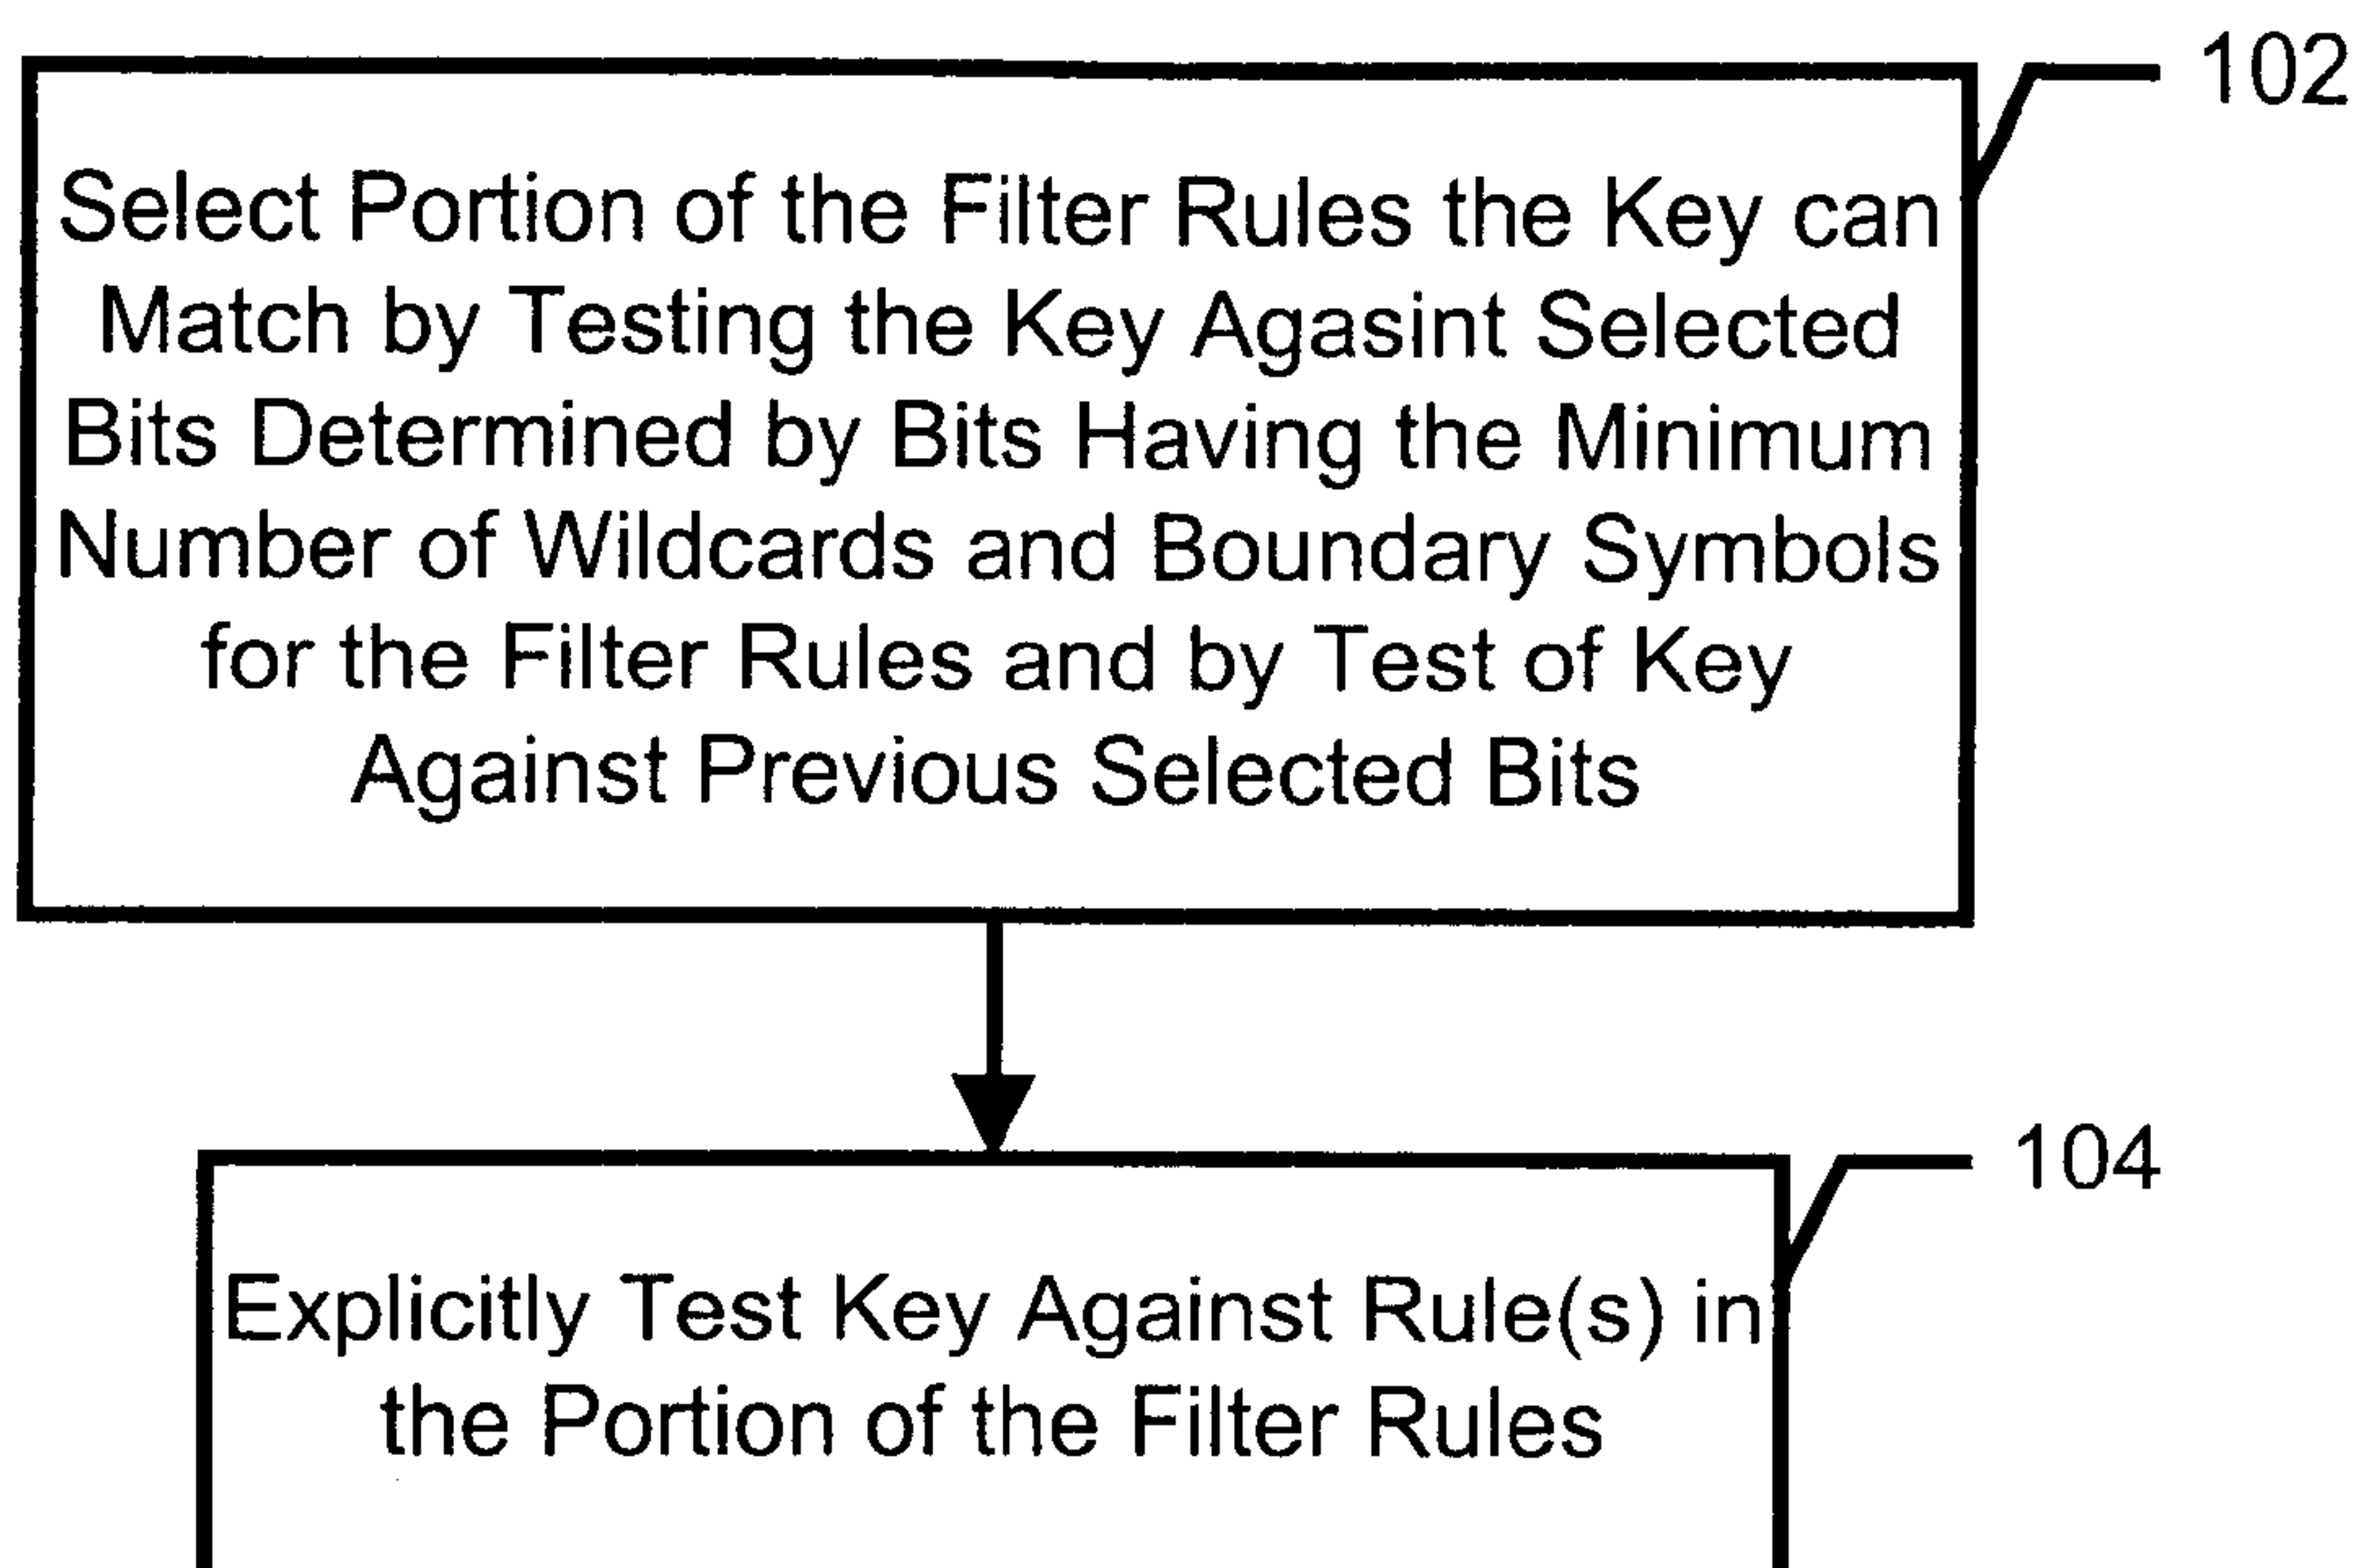 102
Select Portion of the Filter Rules the Key can
Match by Testing the Key Agasint Selected
Bits Determined by Bits Having the Minimum
Number of Wildcards and Boundary Symbols
for the Filter Rules and by Test of Key
Against Previous Selected Bits
104
Explicitly Test Key Against Rule(s) in
the Portion of the Filter Rules